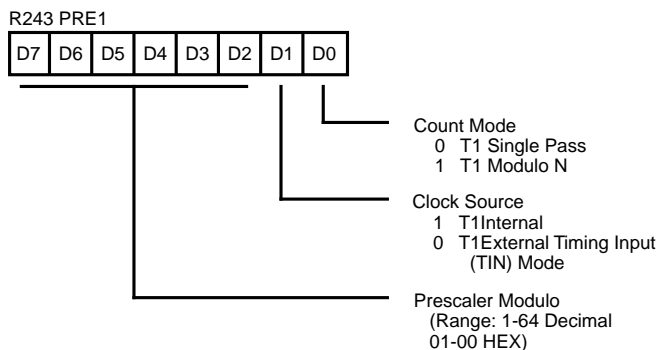 R243 PRE1
D7 D6 D5 D4 D3 D2 D1 D0
Count Mode
0 T1 Single Pass
1 T1 Modulo N
Clock Source
1 T1Internal
0 T1External Timing Input
(TIN) Mode
Prescaler Modulo
(Range: 1-64 Decimal
01-00 HEX)